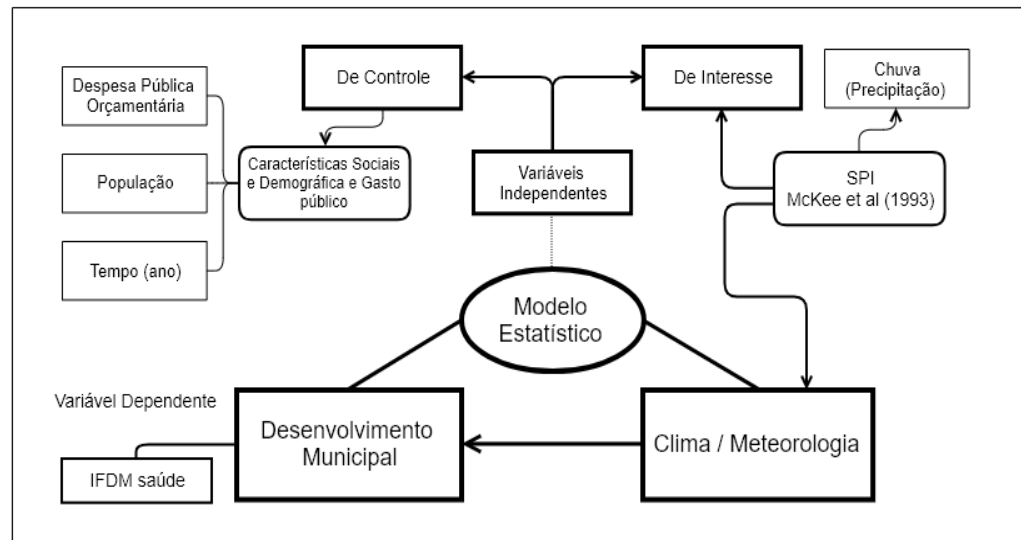 De Controle
De Interesse
Chuva
(Precipitação)
Despesa Pública
Orçamentária
Características Sociais
e Demográfica e Gasto
público
Variáveis
Independentes
SPI
McKee et al (1993)
População
Tempo (ano)
Modelo
Estatístico
Variável Dependente
Desenvolvimento
Municipal
Clima / Meteorologia
IFDM saúde